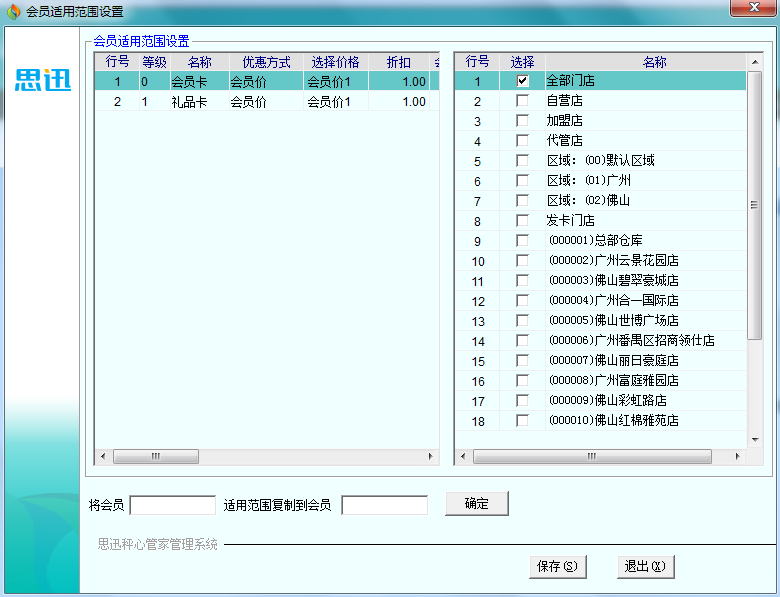 会员适用范围设置
思迅
会员适用范围设置
行号 等级 名称 优惠方式 选择价格 折扣
1 0 会员卡 会员价 会员价1 1.00
2 1 礼品卡 会员价 会员价1 1.00
行号 选择 名称
1 全部门店
2 自营店
3 加盟店
4 代管店
5 区域: (00)默认区域
6 区域: (01)广州
7 区域: (02)佛山
8 发卡门店
9 (000001)总部仓库
10 (000002)广州云景花园店
11 (000003)佛山碧翠豪城店
12 (000004)广州合一国际店
13 (000005)佛山世博广场店
14 (000006)广州番禺区招商领仕店
15 (000007)佛山丽日豪庭店
16 (000008)广州富庭雅园店
17 (000009)佛山彩虹路店
18 (000010)佛山红棉雅苑店
将会员 适用范围复制到会员 确定
思迅秤心管家管理系统
保存(S) 退出(X)